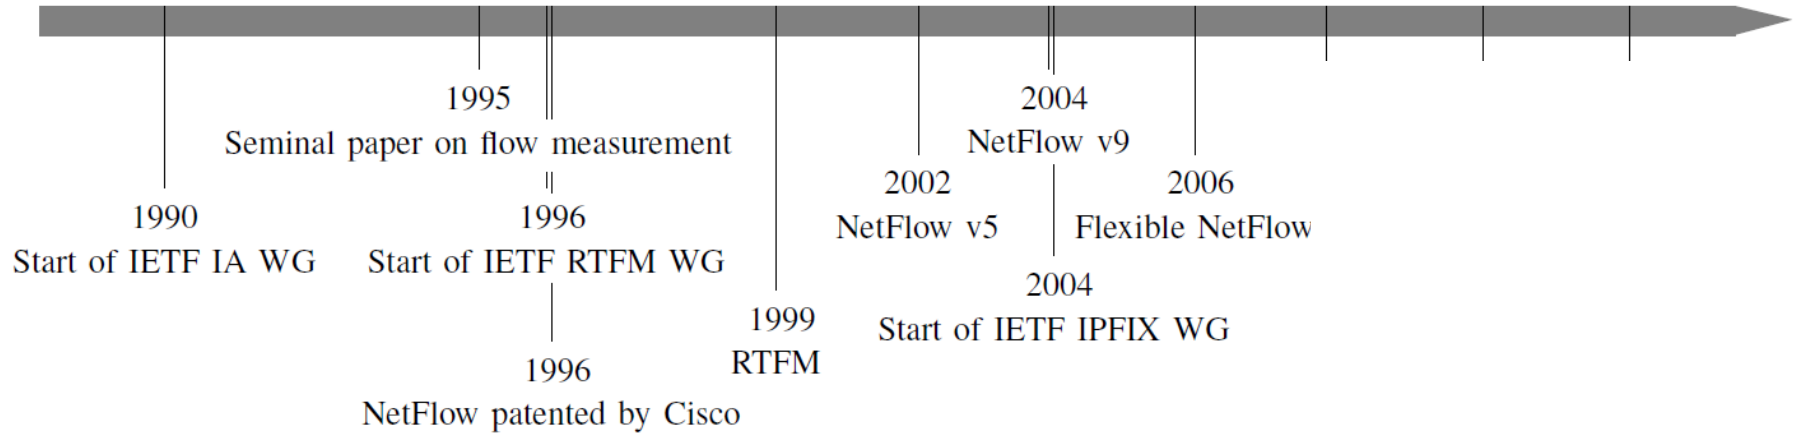 1995
Seminal paper on flow measurement
2004
NetFlow v9
2002
NetFlow v5
2006
Flexible NetFlow
1990
Start of IETF IA WG
1996
Start of IETF RTFM WG
2004
Start of IETF IPFIX WG
1999
RTFM
1996
NetFlow patented by Cisco